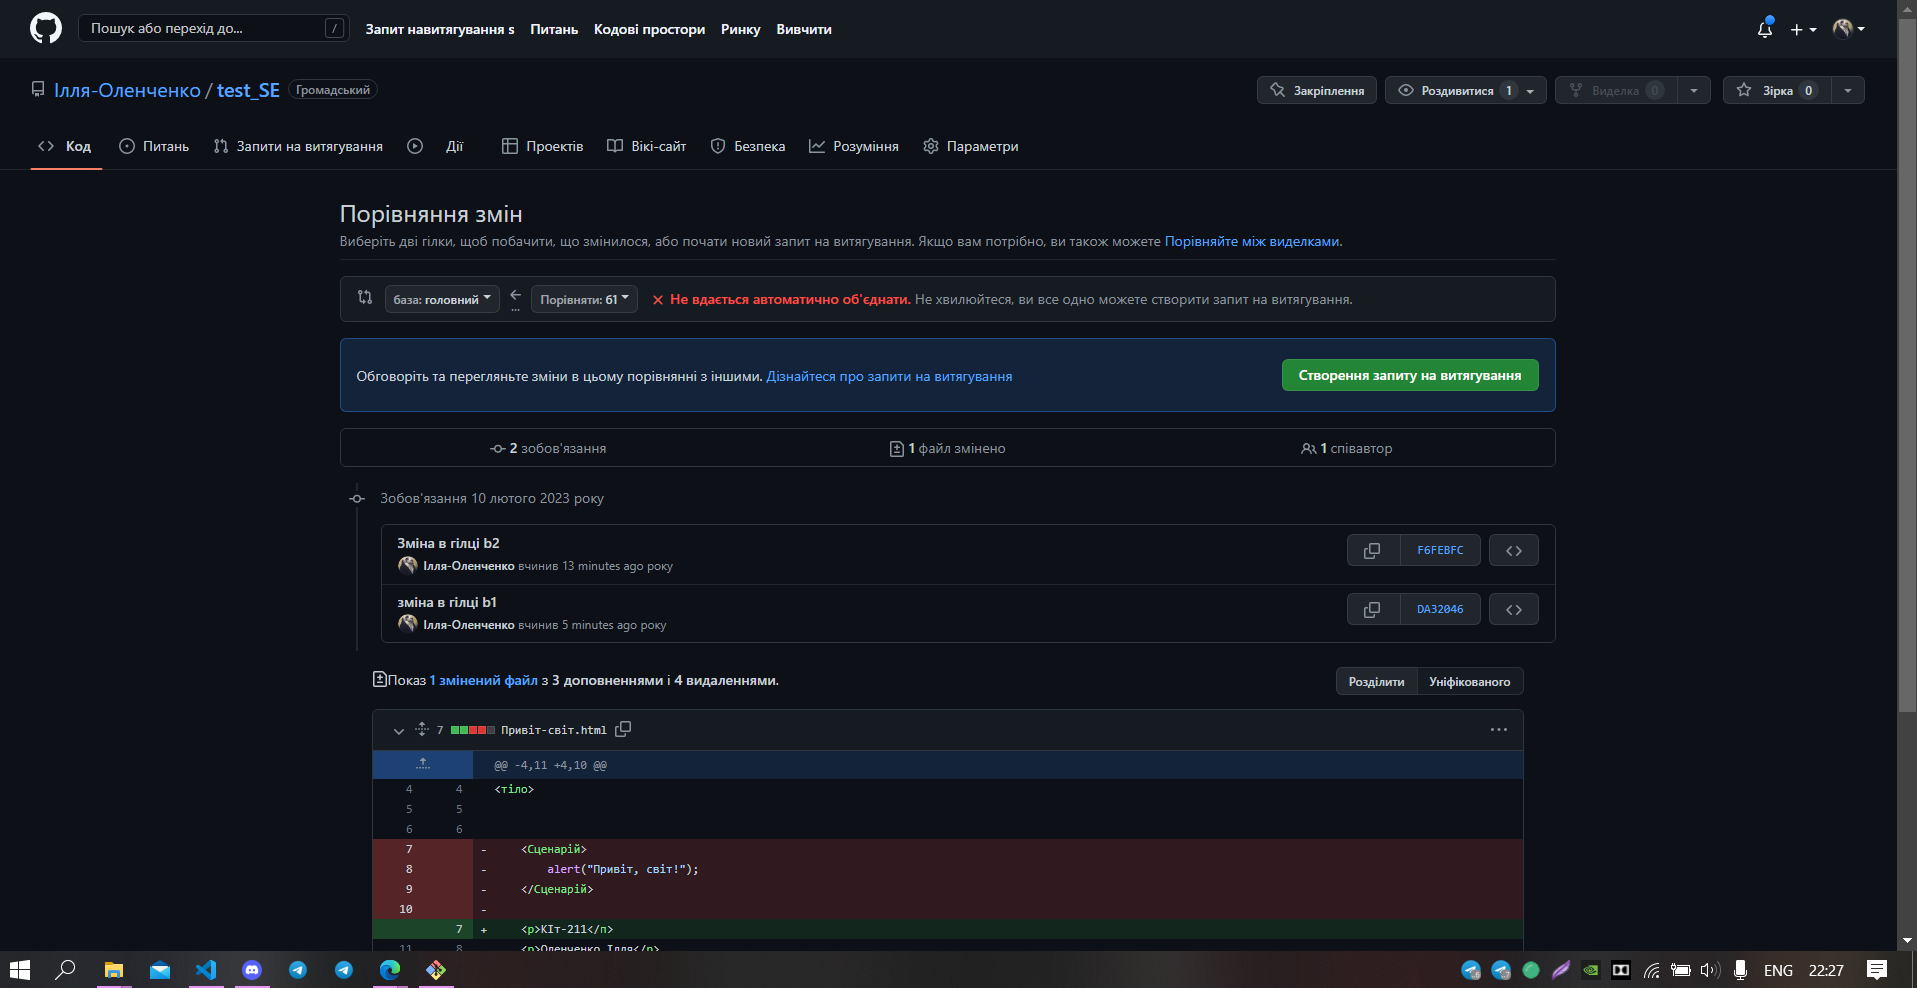 Пошук або перехід до... /
Запит навитягування s Питань Кодові простори Ринку Вивчити
Ілля-Оленченко / test_SE Громадський
Закріплення Роздивитися 1 Виделка 0 Зірка 0
Код Питань Запити на витягування Дії Проектів Вікі-сайт Безпека Розуміння Параметри
Порівняння змін
Виберіть дві гілки, щоб побачити, що змінилося, або почати новий запит на витягування. Якщо вам потрібно, ви також можете Порівняйте між виделками.
база: головний ... Порівняти: б1 Не вдається автоматично об'єднати. Не хвилюйтеся, ви все одно можете створити запит на витягування.
Обговоріть та перегляньте зміни в цьому порівнянні з іншими. Дізнайтеся про запити на витягування
Створення запиту на витягування
2 зобов'язання 1 файл змінено 1 співавтор
Зобов'язання 10 лютого 2023 року
Зміна в гілці b2
Ілля-Оленченко вчинив 13 minutes ago року
F6FEBFC
зміна в гілці b1
Ілля-Оленченко вчинив 5 minutes ago року
DA32046
Показ 1 змінений файл з 3 доповненнями і 4 видаленнями.
Розділити Уніфікованого
7 Привіт-світ.html
@@ -4,11 +4,10 @@
4 4 <тіло>
5 5
6 6
7 - <Сценарій>
8 - alert("Привіт, світ!");
9 - </Сценарій>
10 -
7 + <p>КІт-211</п>
11 8 <p>Оленченко Ілля</p>
ENG 22:27